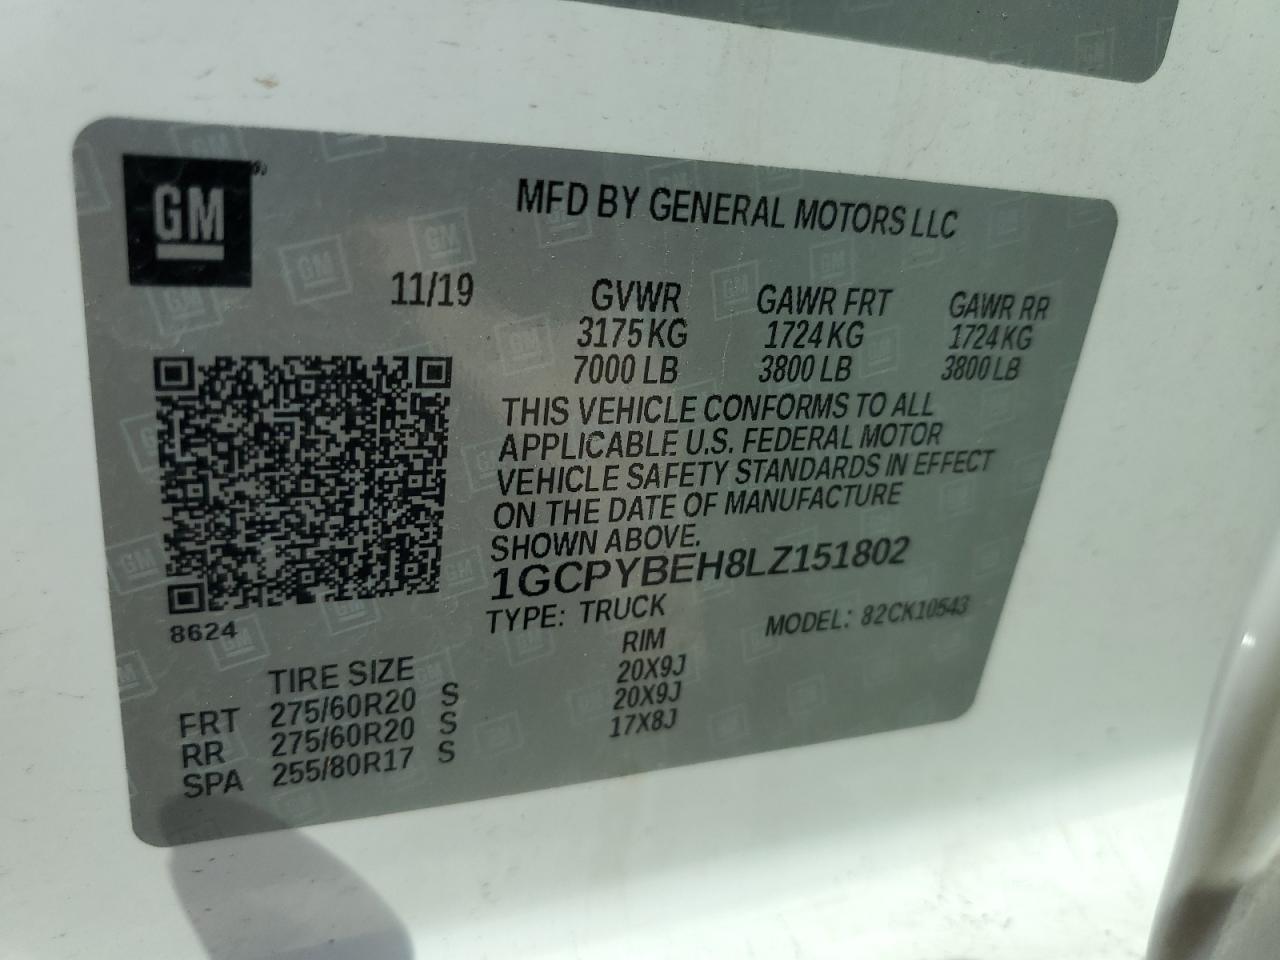 GM
MFD BY GENERAL MOTORS LLC
11/19 GVWR GAWR FRT GAWR RR
3175 KG 1724 KG 1724 KG
7000 LB 3800 LB 3800 LB
THIS VEHICLE CONFORMS TO ALL
APPLICABLE U.S. FEDERAL MOTOR
VEHICLE SAFETY STANDARDS IN EFFECT
ON THE DATE OF MANUFACTURE
SHOWN ABOVE.
1GCPYBEH8LZ151802
8624
TYPE: TRUCK MODEL: 82CK10543
TIRE SIZE RIM
FRT 275/60R20 S 20X9J
RR 275/60R20 S 20X9J
SPA 255/80R17 S 17X8J